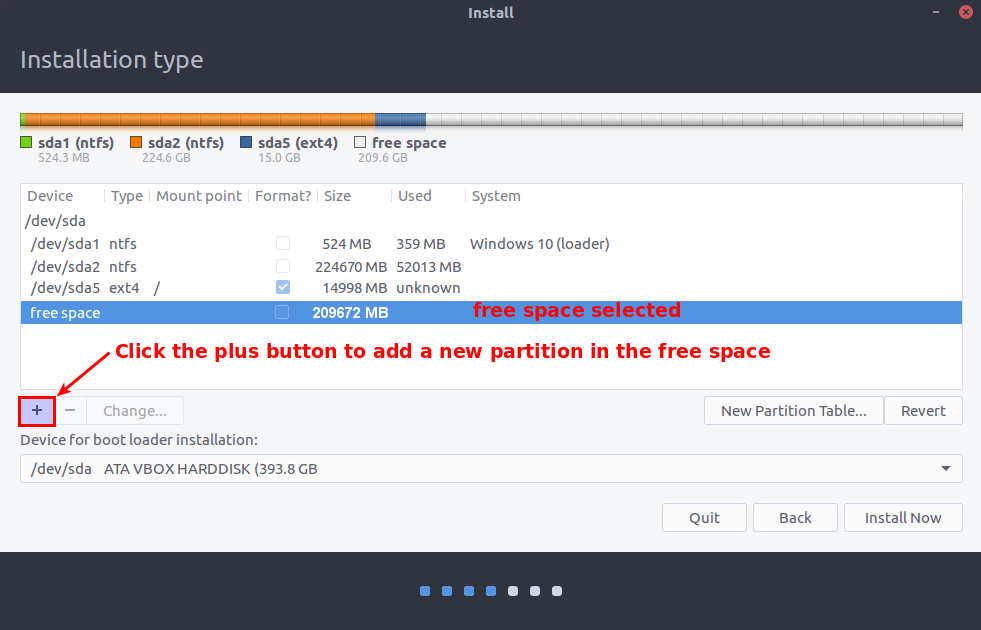 Install
Installation type
sda1 (ntfs) sda2 (ntfs) sda5 (ext4) free space
524.3 MB 224.6 GB 15.0 GB 209.6 GB
Device Type Mount point Format? Size Used System
/dev/sda
/dev/sda1 ntfs 524 MB 359 MB Windows 10 (loader)
/dev/sda2 ntfs 224670 MB 52013 MB
/dev/sda5 ext4 / 14998 MB unknown
free space 209672 MB free space selected
Click the plus button to add a new partition in the free space
+ − Change... New Partition Table... Revert
Device for boot loader installation:
/dev/sda ATA VBOX HARDDISK (393.8 GB
Quit Back Install Now